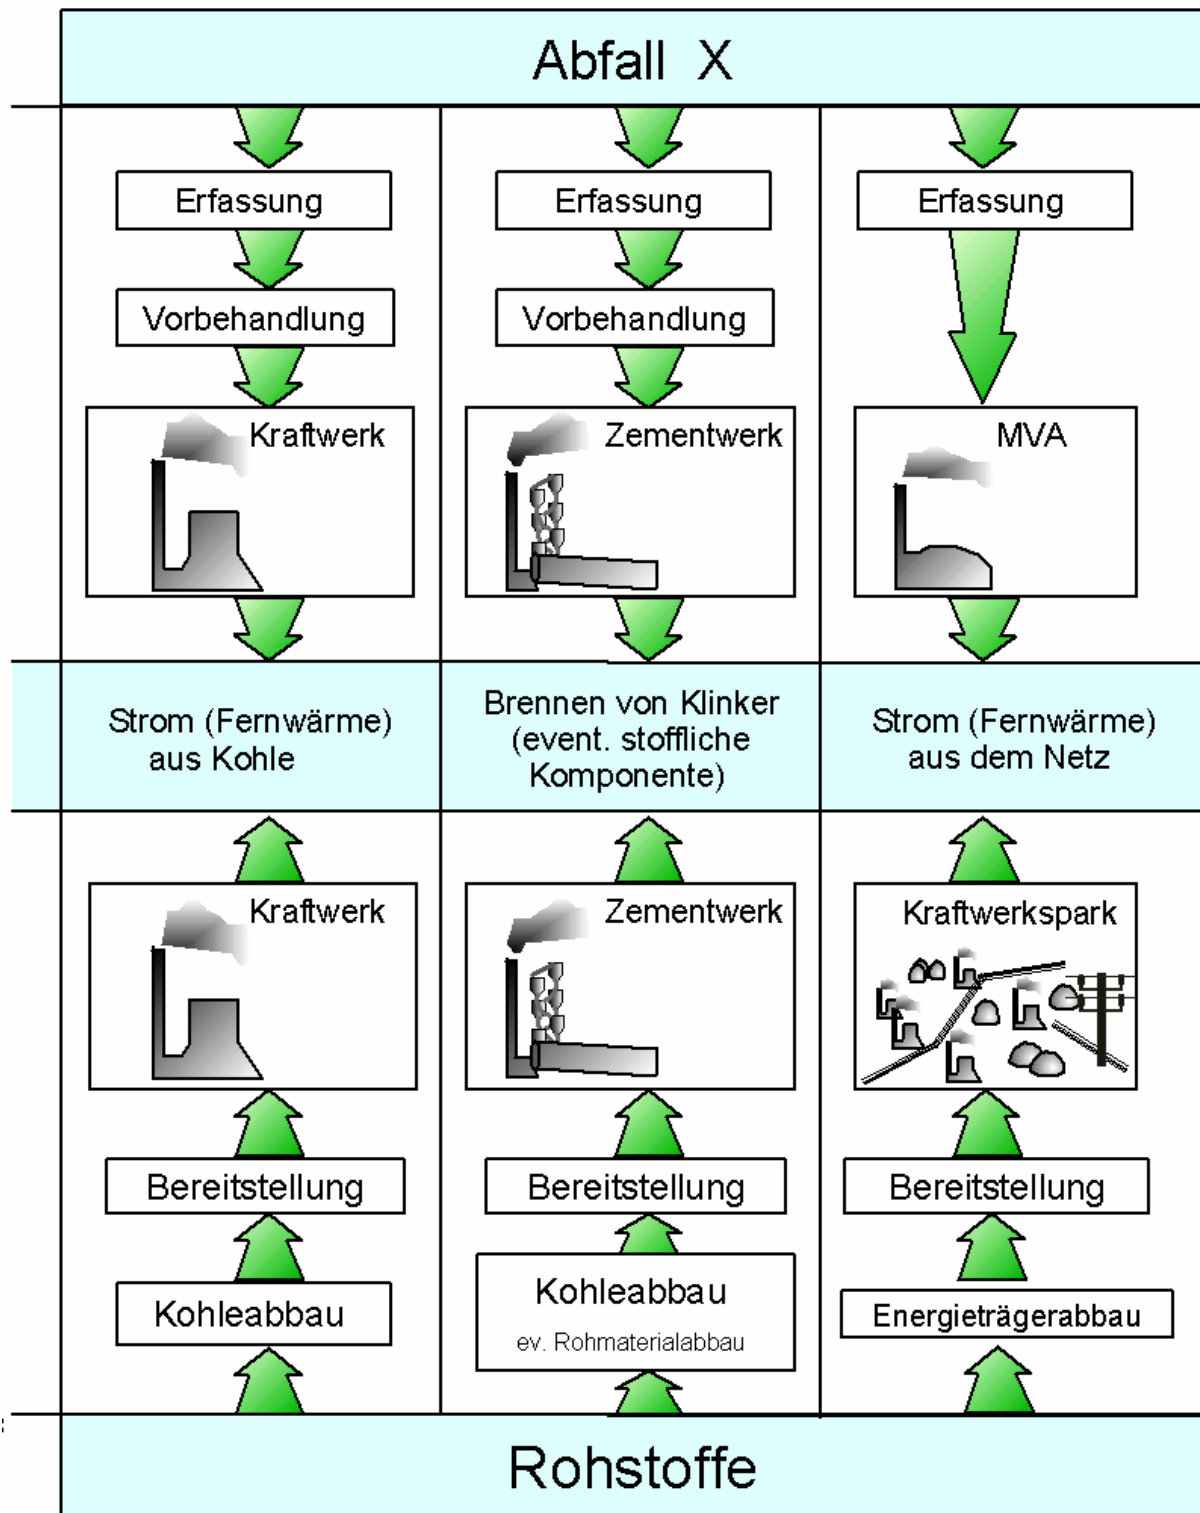 Abfall X
Erfassung
Erfassung
Erfassung
Vorbehandlung
Vorbehandlung
Kraftwerk
Zementwerk
MVA
Strom (Fernwärme)
aus Kohle
Brennen von Klinker
(event. stoffliche
Komponente)
Strom (Fernwärme)
aus dem Netz
Kraftwerk
Zementwerk
Kraftwerkspark
Bereitstellung
Bereitstellung
Bereitstellung
Kohleabbau
Kohleabbau
ev. Rohmaterialabbau
Energieträgerabbau
Rohstoffe